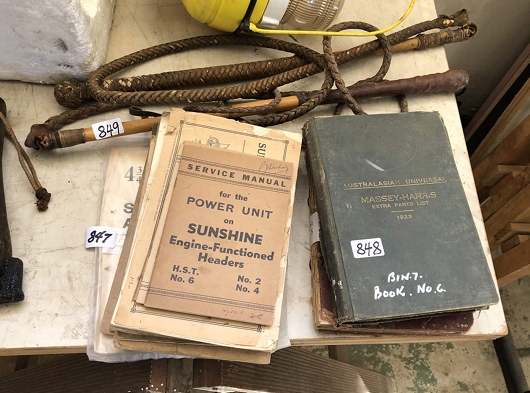 849
SERVICE MANUAL
for the
POWER UNIT
on
SUNSHINE
Engine-Functioned
Headers
H.S.T. No. 2
No. 6 No. 4
847
AUSTRALASIAN UNIVERSAL
MASSEY-HARRIS
EXTRA PARTS LIST
848
BIN.7.
BOOK. NO.6.